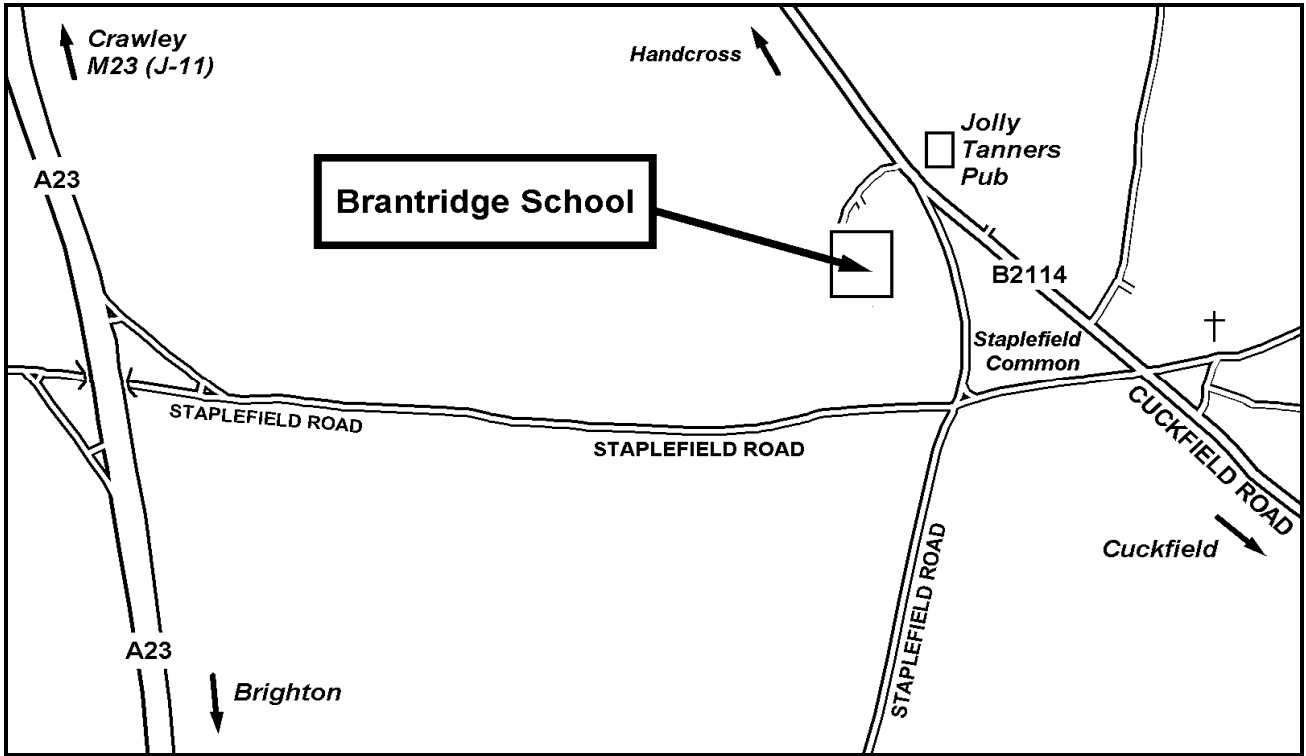 Crawley
M23 (J-11)
Handcross
Jolly
Tanners
Pub
A23
Brantridge School
B2114
Staplefield
Common
STAPLEFIELD ROAD
STAPLEFIELD ROAD
CUCKFIELD ROAD
Cuckfield
STAPLEFIELD ROAD
A23
Brighton